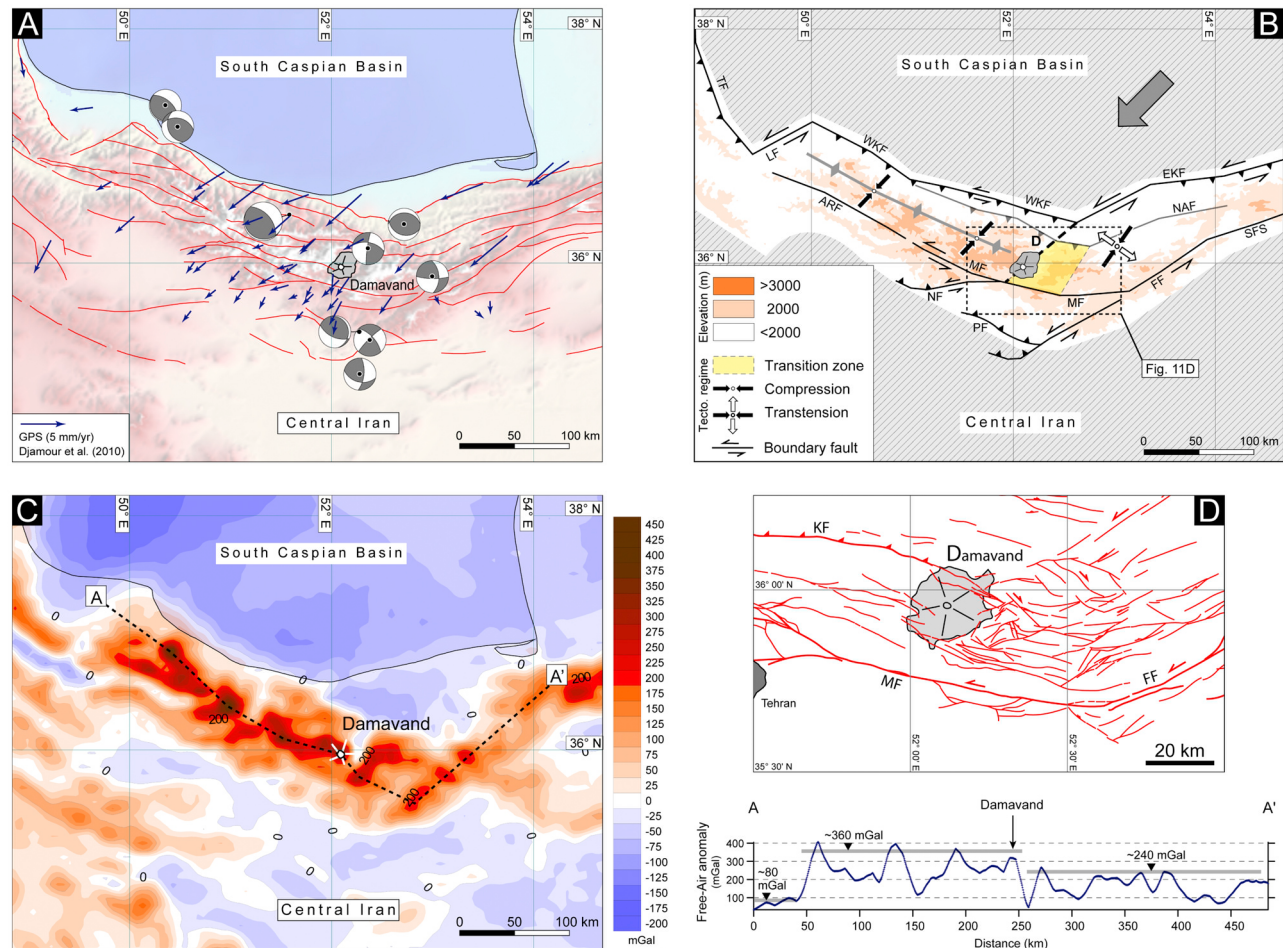 A
50° E
52° E
54° E
38° N
South Caspian Basin
36° N
Damavand
Central Iran
GPS (5 mm/yr)
Djamour et al. (2010)
0 50 100 km
B
38° N
50° E
52° E
54° E
South Caspian Basin
TF
LF
WKF
WKF
EKF
ARF
NAF
SFS
36° N
D
MF
NF
MF
FF
PF
Elevation (m)
>3000
2000
<2000
Tecto. regime
Transition zone
Compression
Transtension
Boundary fault
Fig. 11D
Central Iran
0 50 100 km
C
50° E
52° E
54° E
38° N
South Caspian Basin
A
0
0
0
A'
200
200
Damavand
200
36° N
0
0
200
0
0
0
0
0
Central Iran
0 50 100 km
450
425
400
375
350
325
300
275
250
225
200
175
150
125
100
75
50
25
0
-25
-50
-75
-100
-125
-150
-175
-200
mGal
D
KF
Damavand
36° 00' N
MF
FF
Tehran
52° 00' E
52° 30' E
20 km
35° 30' N
A
Damavand
A'
Free-Air anomaly
(mGal)
400
300
200
100
~80
mGal
~360 mGal
~240 mGal
0 50 100 150 200 250 300 350 400 450
Distance (km)